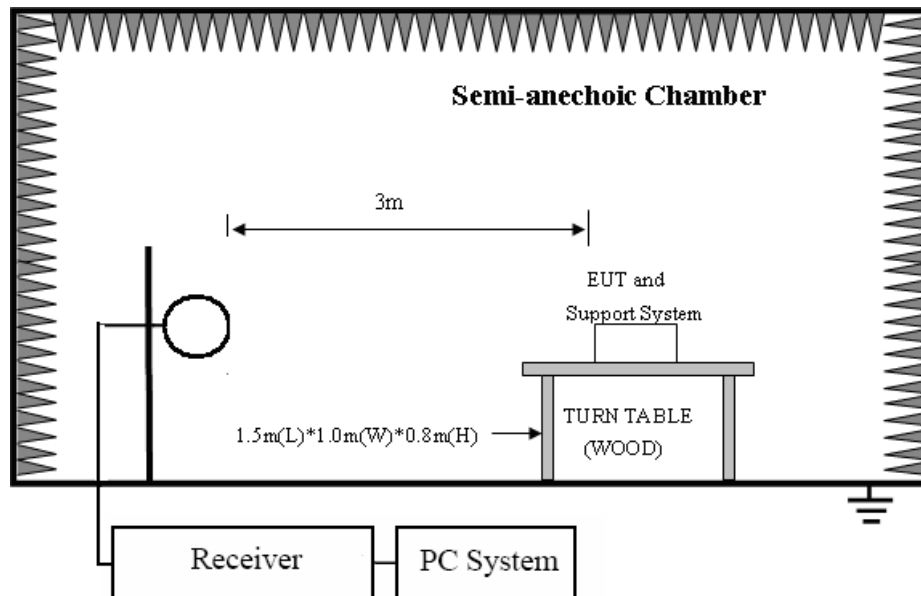 Semi-anechoic Chamber
3m
EUT and
Support System
1.5m(L)*1.0m(W)*0.8m(H)
TURN TABLE
(WOOD)
Receiver
PC System